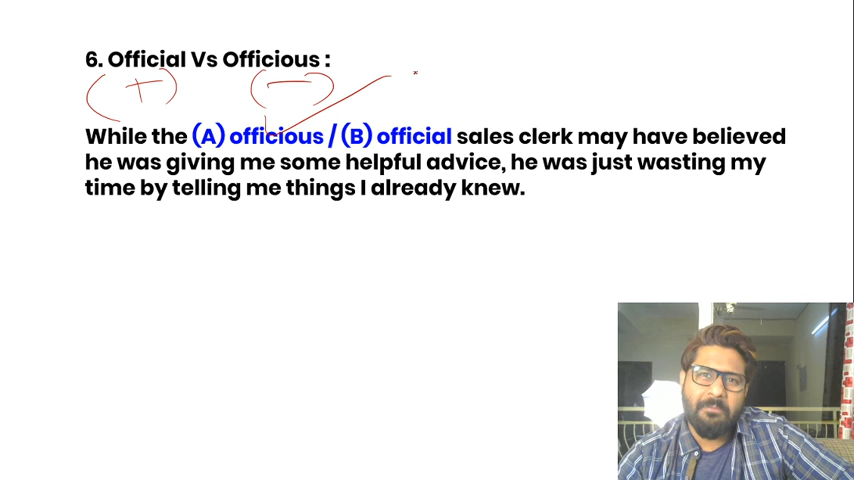 6. Official Vs Officious :
(+) (-)
While the (A) officious / (B) official sales clerk may have believed
he was giving me some helpful advice, he was just wasting my
time by telling me things I already knew.